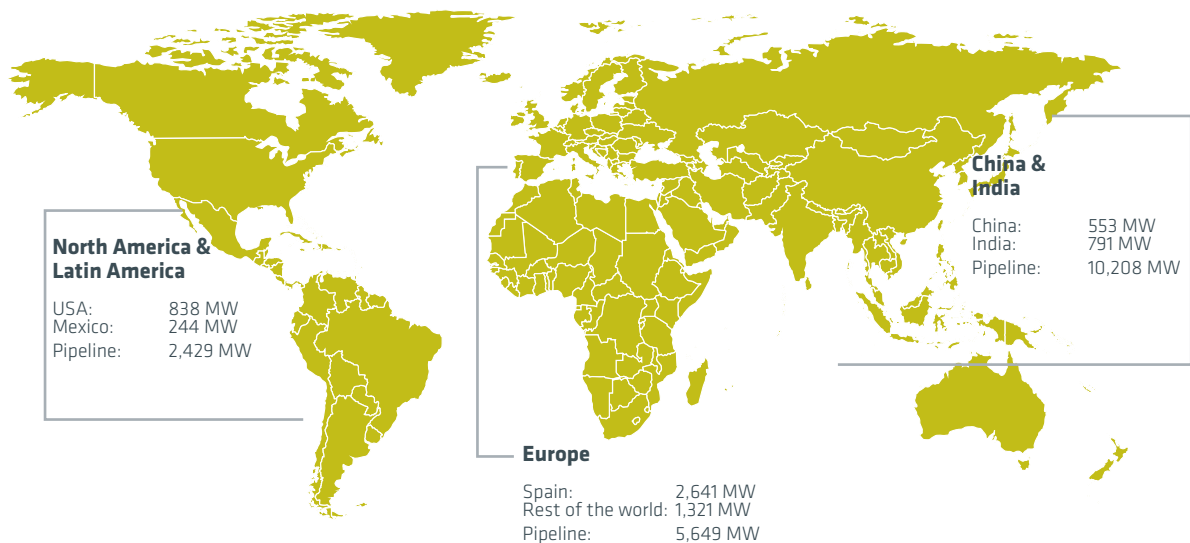 North America &
Latin America
USA: 838 MW
Mexico: 244 MW
Pipeline: 2,429 MW
Europe
Spain: 2,641 MW
Rest of the world: 1,321 MW
Pipeline: 5,649 MW
China &
India
China: 553 MW
India: 791 MW
Pipeline: 10,208 MW